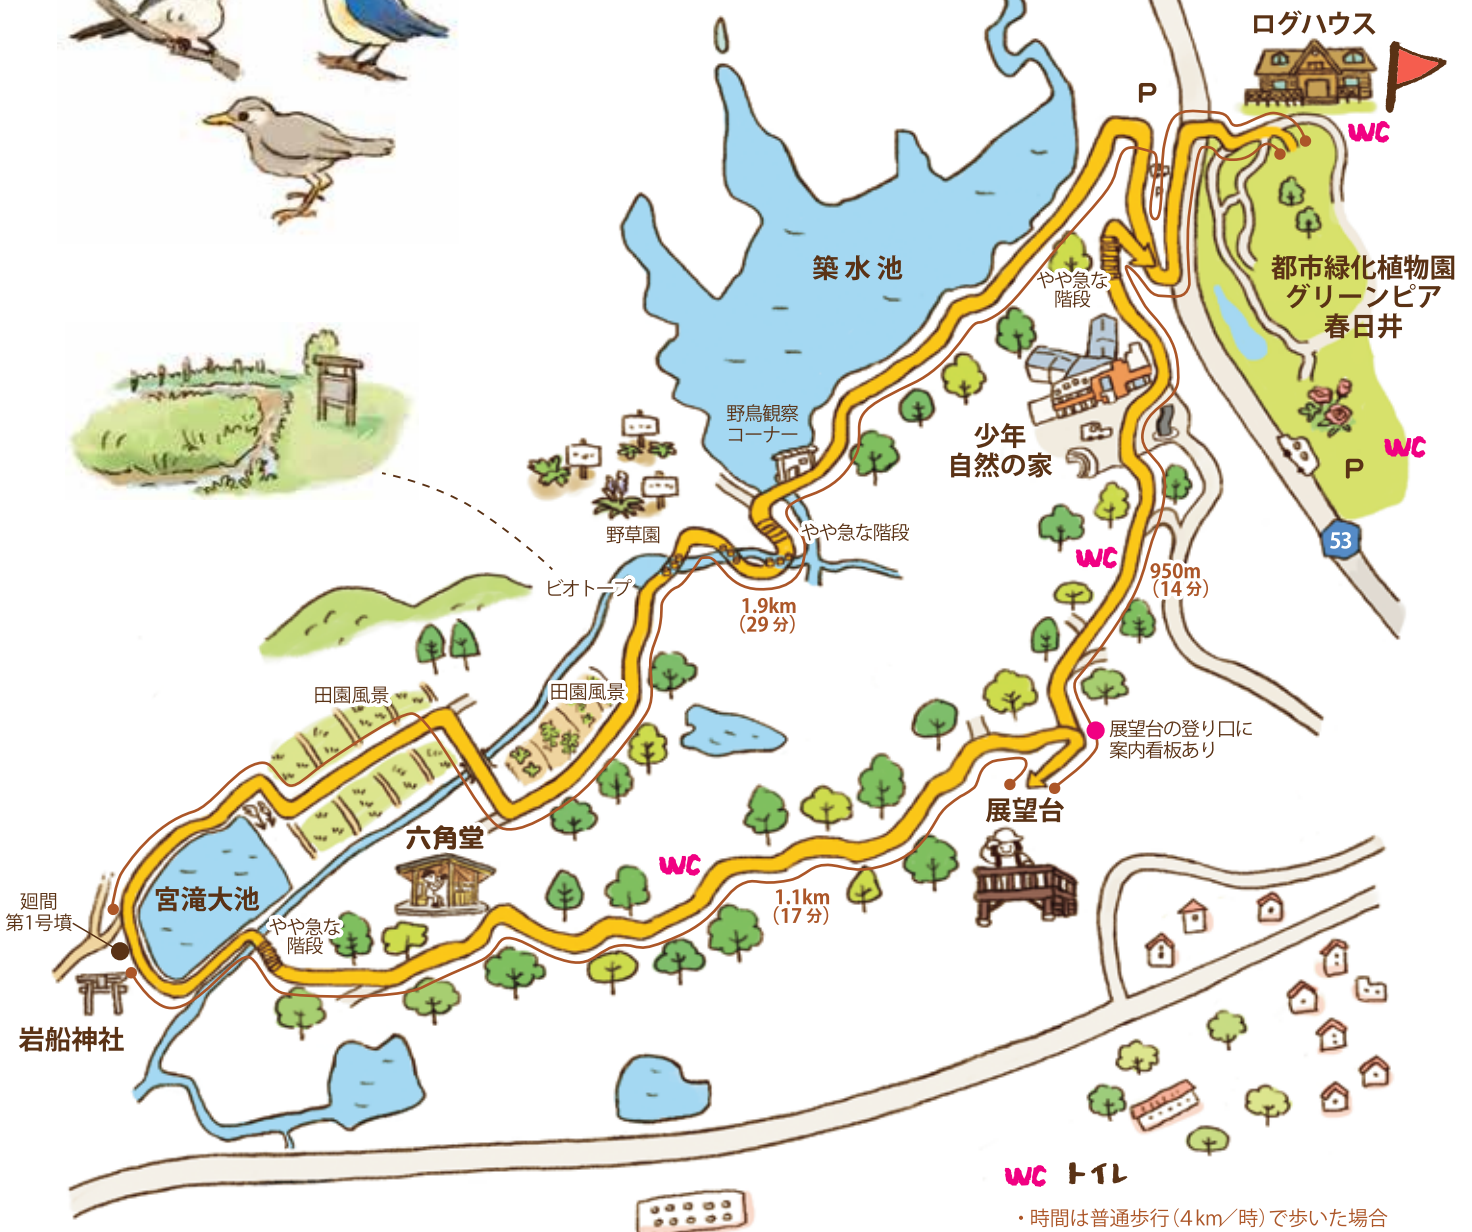 ログハウス
P
WC
築水池
都市緑化植物園
グリーンピア
春日井
やや急な
階段
野鳥観察
コーナー
少年
自然の家
WC
P
野草園
やや急な階段
53
WC
ビオトープ
950m
(14分)
1.9km
(29分)
田園風景
田園風景
展望台の登り口に
案内看板あり
展望台
六角堂
WC
宮滝大池
1.1km
(17分)
廻間
第1号墳
やや急な
階段
岩船神社
WC トイレ
・時間は普通歩行(4km/時)で歩いた場合